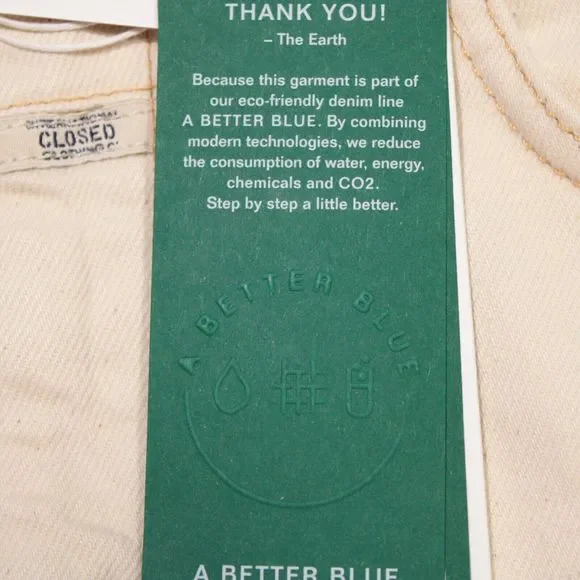 THANK YOU!
– The Earth
Because this garment is part of
our eco-friendly denim line
A BETTER BLUE. By combining
modern technologies, we reduce
the consumption of water, energy,
chemicals and CO2.
Step by step a little better.
CLOSED
A BETTER BLUE
A BETTER BLUE